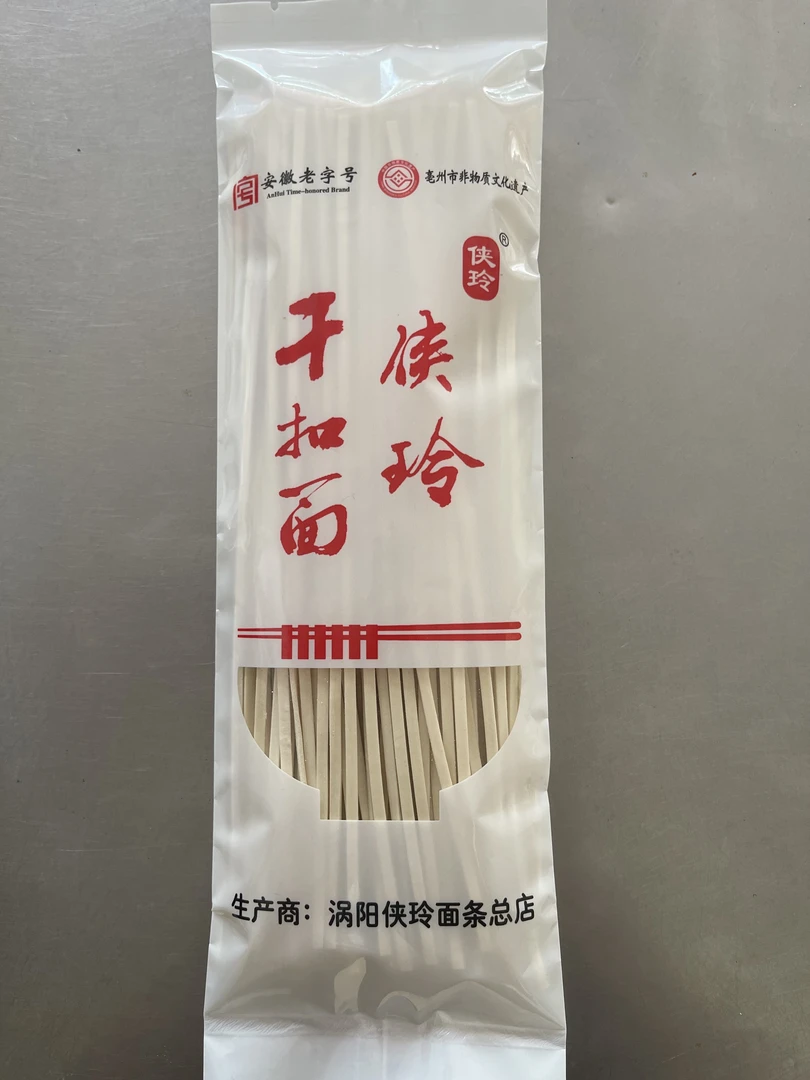 安徽老字号
AnHui Time-honored Brand
亳州市非物质文化遗产
侠玲®
侠玲
干扣面
生产商：涡阳侠玲面条总店